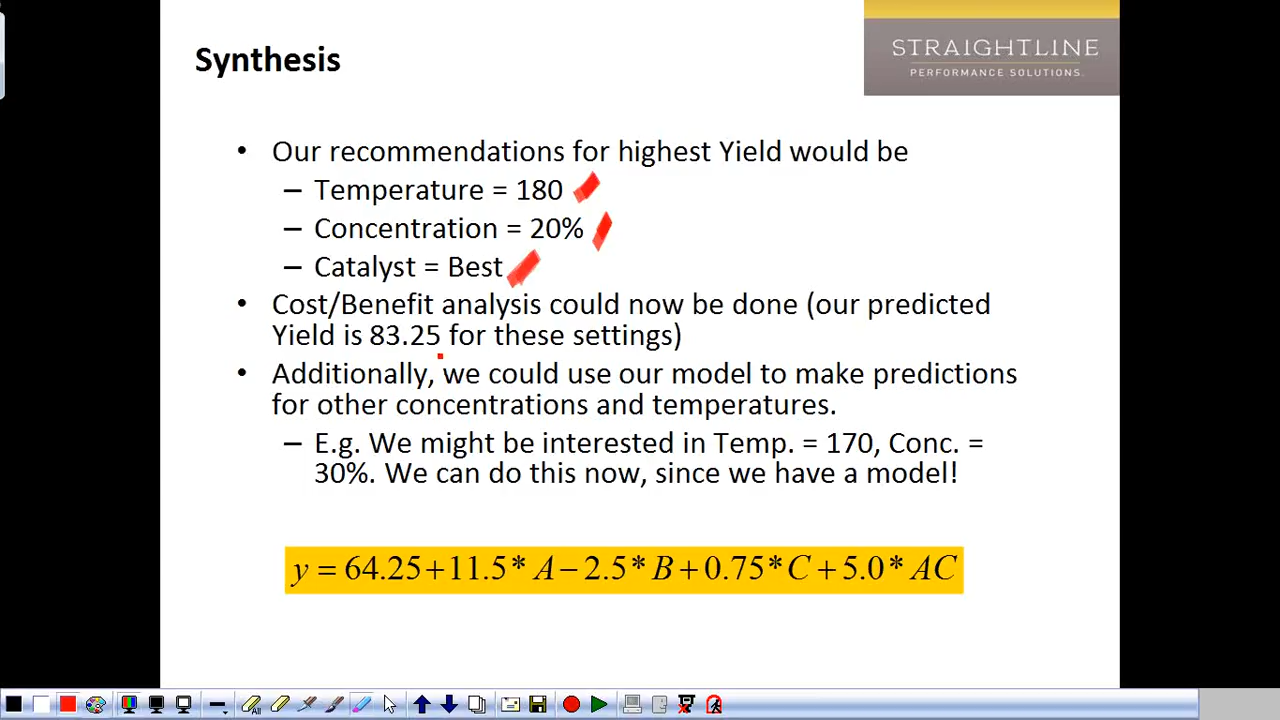 Synthesis
STRAIGHTLINE
PERFORMANCE SOLUTIONS.
• Our recommendations for highest Yield would be
– Temperature = 180
– Concentration = 20%
– Catalyst = Best
• Cost/Benefit analysis could now be done (our predicted
Yield is 83.25 for these settings)
• Additionally, we could use our model to make predictions
for other concentrations and temperatures.
– E.g. We might be interested in Temp. = 170, Conc. =
30%. We can do this now, since we have a model!
y = 64.25+11.5* A−2.5* B+0.75*C+5.0* AC
All